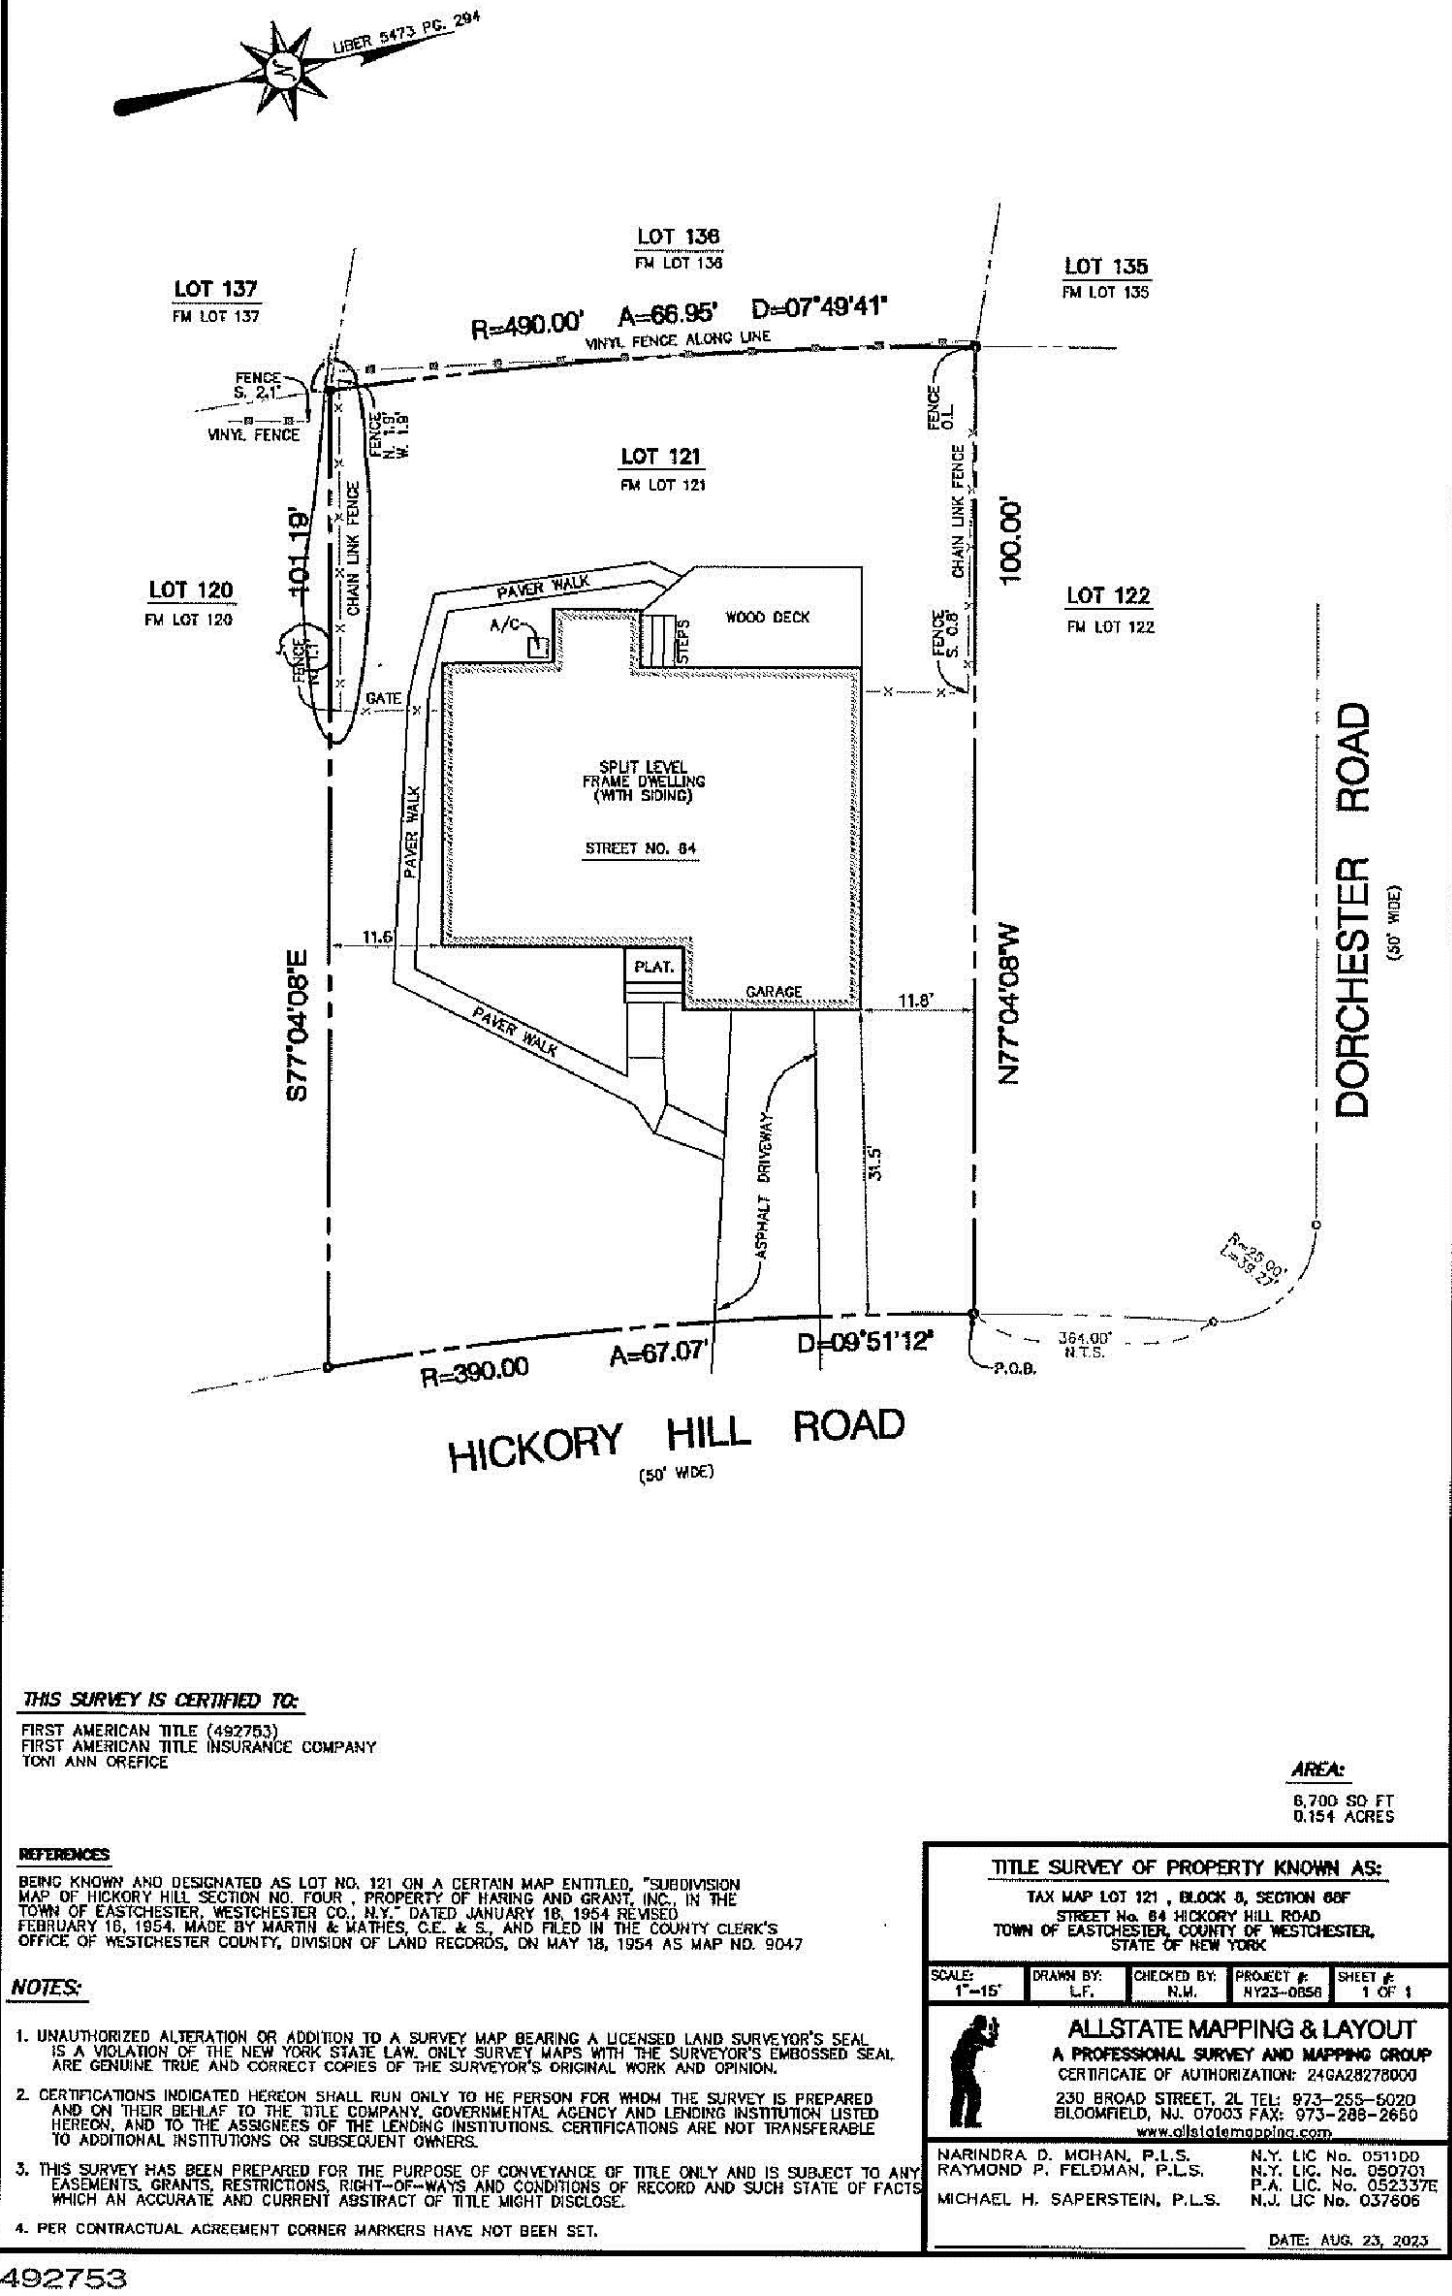 LIBER 5473 PG. 294
N
LOT 136
FM LOT 136
LOT 137
FM LOT 137
LOT 135
FM LOT 135
R=490.00' A=66.95' D=07°49'41"
VINYL FENCE ALONG LINE
FENCE
S. 2.1'
VINYL FENCE
FENCE
N. 1.9'
W. 1.9'
FENCE
O.L.
LOT 121
FM LOT 121
101.19'
CHAIN LINK FENCE
CHAIN LINK FENCE
100.00'
LOT 120
FM LOT 120
LOT 122
FM LOT 122
PAVER WALK
A/C
STEPS
WOOD DECK
FENCE
N. 1.1'
FENCE
S. 0.8'
GATE
SPLIT LEVEL
FRAME DWELLING
(WITH SIDING)
STREET NO. 84
PAVER WALK
DORCHESTER ROAD
(50' WIDE)
11.6'
PLAT.
GARAGE
11.8'
S77°04'08"E
N77°04'08"W
PAVER WALK
ASPHALT DRIVEWAY
31.5'
R=25.00'
L=39.27'
R=390.00 A=67.07' D=09°51'12"
364.00'
N.T.S.
P.O.B.
HICKORY HILL ROAD
(50' WIDE)
THIS SURVEY IS CERTIFIED TO:
FIRST AMERICAN TITLE (492753)
FIRST AMERICAN TITLE INSURANCE COMPANY
TONI ANN OREFICE
AREA:
6,700 SQ FT
0.154 ACRES
REFERENCES
BEING KNOWN AND DESIGNATED AS LOT NO. 121 ON A CERTAIN MAP ENTITLED, "SUBDIVISION
MAP OF HICKORY HILL SECTION NO. FOUR , PROPERTY OF HARING AND GRANT, INC., IN THE
TOWN OF EASTCHESTER, WESTCHESTER CO., N.Y." DATED JANUARY 18, 1954 REVISED
FEBRUARY 16, 1954, MADE BY MARTIN & MATHES, C.E. & S., AND FILED IN THE COUNTY CLERK'S
OFFICE OF WESTCHESTER COUNTY, DIVISION OF LAND RECORDS, ON MAY 18, 1954 AS MAP NO. 9047
NOTES:
1. UNAUTHORIZED ALTERATION OR ADDITION TO A SURVEY MAP BEARING A LICENSED LAND SURVEYOR'S SEAL
IS A VIOLATION OF THE NEW YORK STATE LAW. ONLY SURVEY MAPS WITH THE SURVEYOR'S EMBOSSED SEAL
ARE GENUINE TRUE AND CORRECT COPIES OF THE SURVEYOR'S ORIGINAL WORK AND OPINION.
2. CERTIFICATIONS INDICATED HEREON SHALL RUN ONLY TO HE PERSON FOR WHOM THE SURVEY IS PREPARED
AND ON THEIR BEHLAF TO THE TITLE COMPANY, GOVERNMENTAL AGENCY AND LENDING INSTITUTION LISTED
HEREON, AND TO THE ASSIGNEES OF THE LENDING INSTITUTIONS. CERTIFICATIONS ARE NOT TRANSFERABLE
TO ADDITIONAL INSTITUTIONS OR SUBSEQUENT OWNERS.
3. THIS SURVEY HAS BEEN PREPARED FOR THE PURPOSE OF CONVEYANCE OF TITLE ONLY AND IS SUBJECT TO ANY
EASEMENTS, GRANTS, RESTRICTIONS, RIGHT-OF-WAYS AND CONDITIONS OF RECORD AND SUCH STATE OF FACTS
WHICH AN ACCURATE AND CURRENT ABSTRACT OF TITLE MIGHT DISCLOSE.
4. PER CONTRACTUAL AGREEMENT CORNER MARKERS HAVE NOT BEEN SET.
TITLE SURVEY OF PROPERTY KNOWN AS:
TAX MAP LOT 121 , BLOCK 8, SECTION 68F
STREET No. 64 HICKORY HILL ROAD
TOWN OF EASTCHESTER, COUNTY OF WESTCHESTER,
STATE OF NEW YORK
SCALE:
1"=15'
DRAWN BY:
L.F.
CHECKED BY:
N.M.
PROJECT #:
NY23-0856
SHEET #:
1 OF 1
ALLSTATE MAPPING & LAYOUT
A PROFESSIONAL SURVEY AND MAPPING GROUP
CERTIFICATE OF AUTHORIZATION: 24GA28278000
230 BROAD STREET, 2L TEL: 973-255-5020
BLOOMFIELD, NJ. 07003 FAX: 973-288-2650
www.allstatemapping.com
NARINDRA D. MOHAN, P.L.S. N.Y. LIC No. 051100
RAYMOND P. FELDMAN, P.L.S. N.Y. LIC. No. 050701
P.A. LIC. No. 052337E
MICHAEL H. SAPERSTEIN, P.L.S. N.J. LIC No. 037606
DATE: AUG. 23, 2023
492753